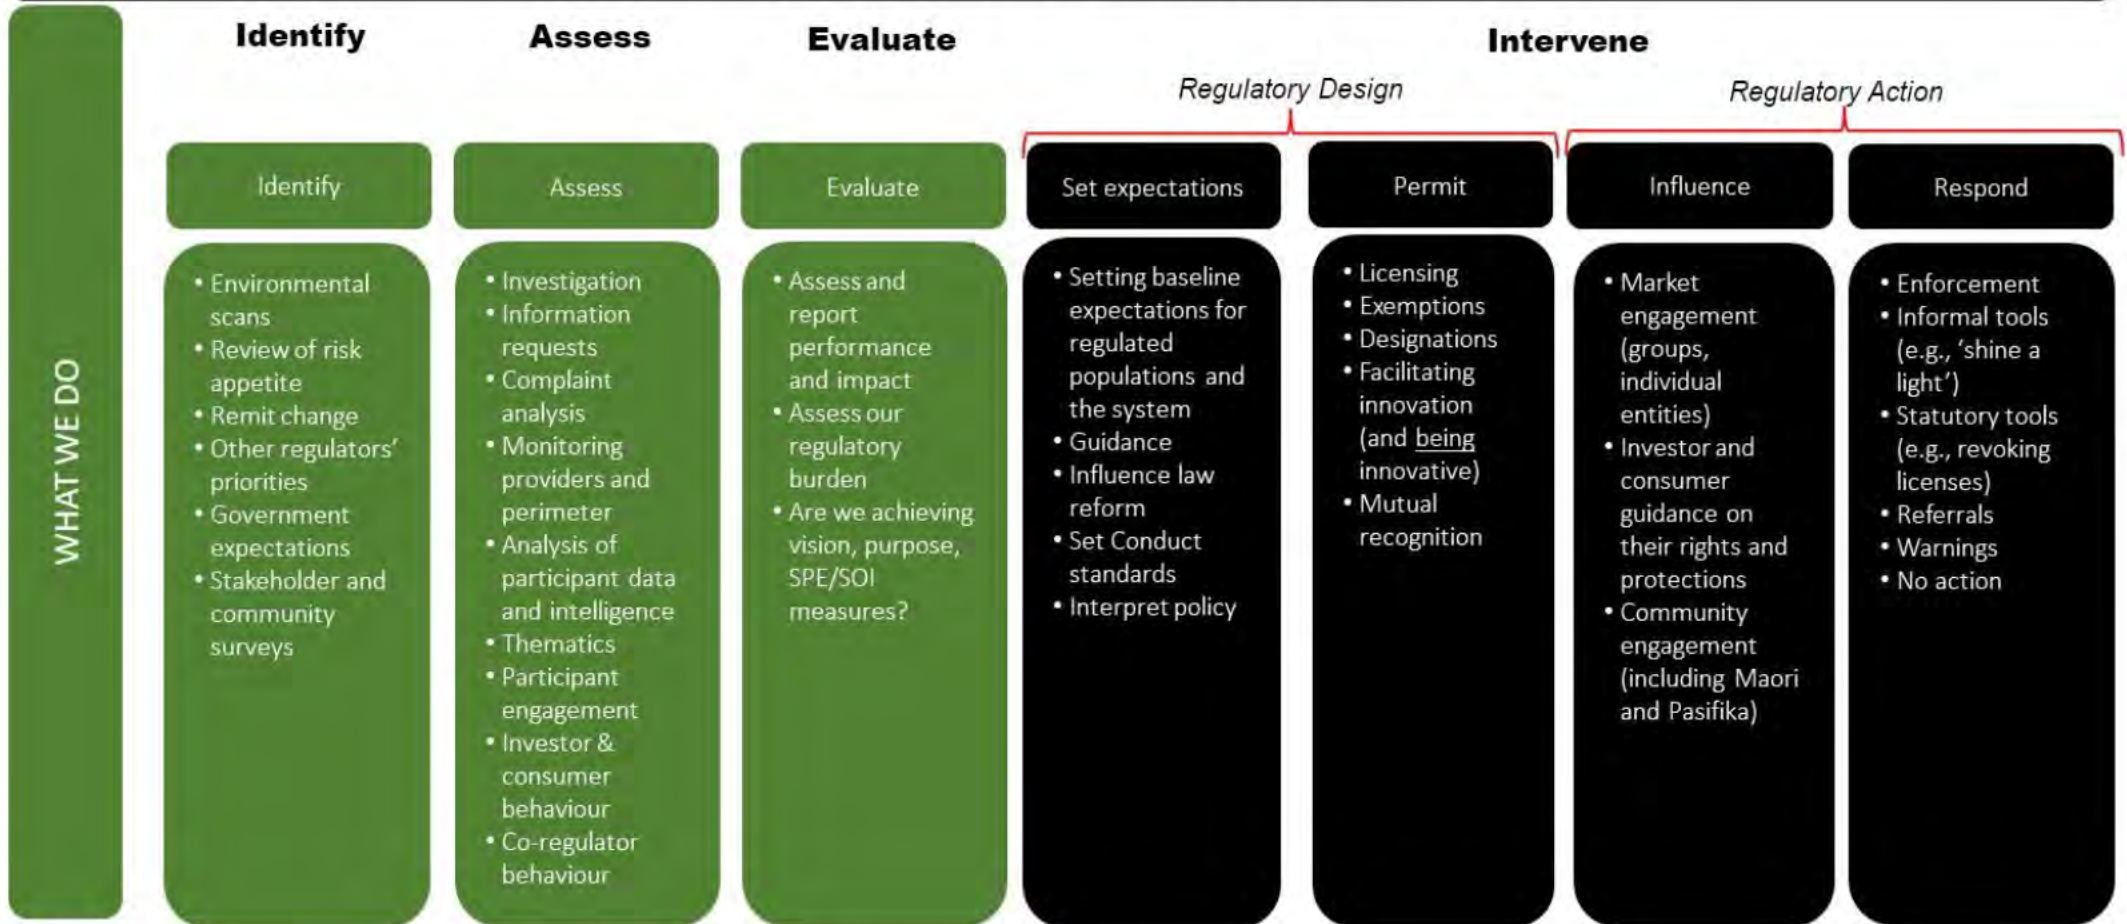 WHAT WE DO
Identify
Assess
Evaluate
Intervene
Regulatory Design
Regulatory Action
Identify
• Environmental
scans
• Review of risk
appetite
• Remit change
• Other regulators’
priorities
• Government
expectations
• Stakeholder and
community
surveys
Assess
• Investigation
• Information
requests
• Complaint
analysis
• Monitoring
providers and
perimeter
• Analysis of
participant data
and intelligence
• Thematics
• Participant
engagement
• Investor &
consumer
behaviour
• Co-regulator
behaviour
Evaluate
• Assess and
report
performance
and impact
• Assess our
regulatory
burden
• Are we achieving
vision, purpose,
SPE/SOI
measures?
Set expectations
• Setting baseline
expectations for
regulated
populations and
the system
• Guidance
• Influence law
reform
• Set Conduct
standards
• Interpret policy
Permit
• Licensing
• Exemptions
• Designations
• Facilitating
innovation
(and being
innovative)
• Mutual
recognition
Influence
• Market
engagement
(groups,
individual
entities)
• Investor and
consumer
guidance on
their rights and
protections
• Community
engagement
(including Maori
and Pasifika)
Respond
• Enforcement
• Informal tools
(e.g., ‘shine a
light’)
• Statutory tools
(e.g., revoking
licenses)
• Referrals
• Warnings
• No action